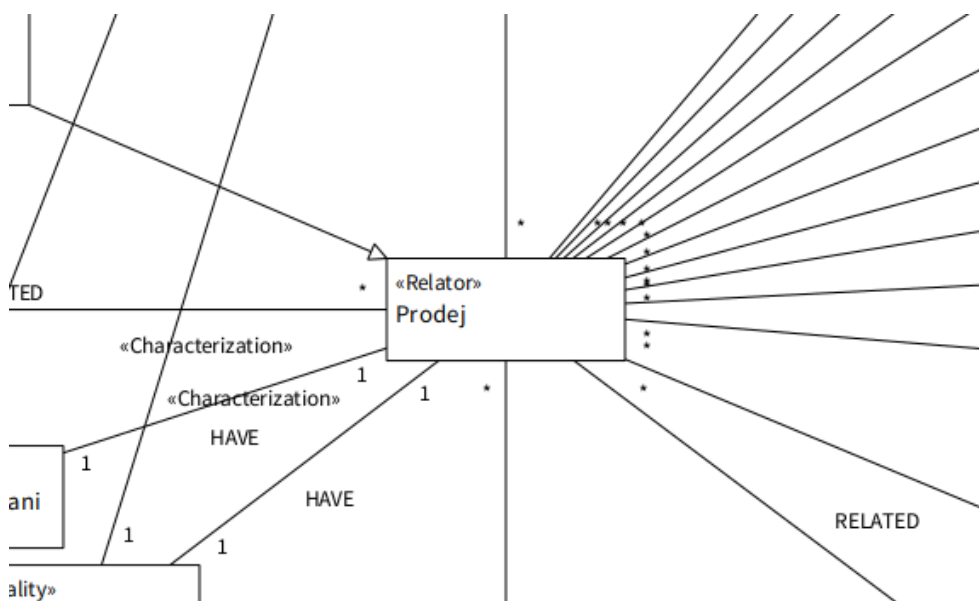 *
* * * *
*
*
*
*
*
*
*
*
TED
*
«Relator»
Prodej
«Characterization»
1
1
*
*
«Characterization»
HAVE
1
ani
HAVE
RELATED
1
1
ality»